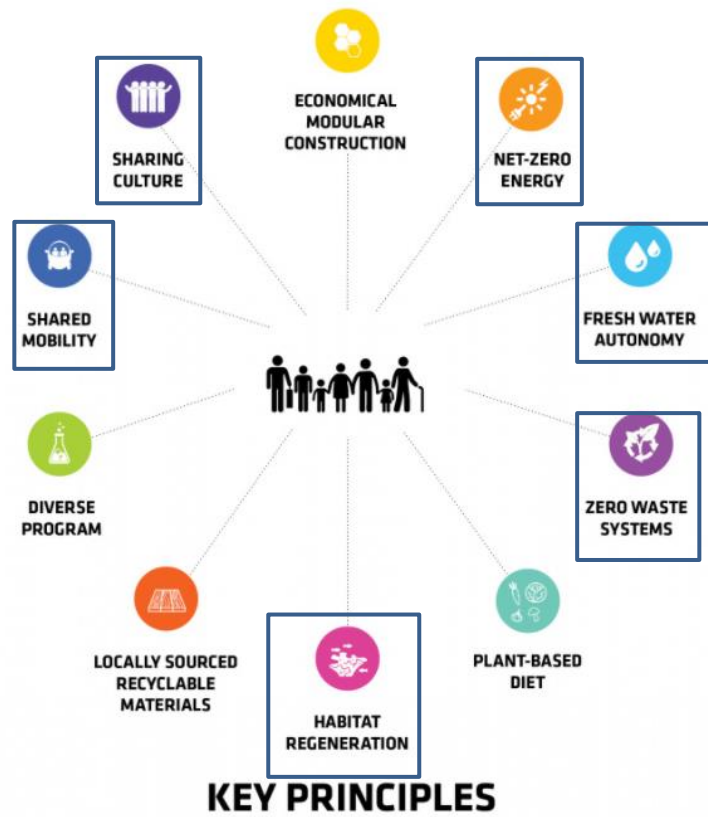 ECONOMICAL
MODULAR
CONSTRUCTION
SHARING
CULTURE
NET-ZERO
ENERGY
SHARED
MOBILITY
FRESH WATER
AUTONOMY
DIVERSE
PROGRAM
ZERO WASTE
SYSTEMS
LOCALLY SOURCED
RECYCLABLE
MATERIALS
PLANT-BASED
DIET
HABITAT
REGENERATION
KEY PRINCIPLES